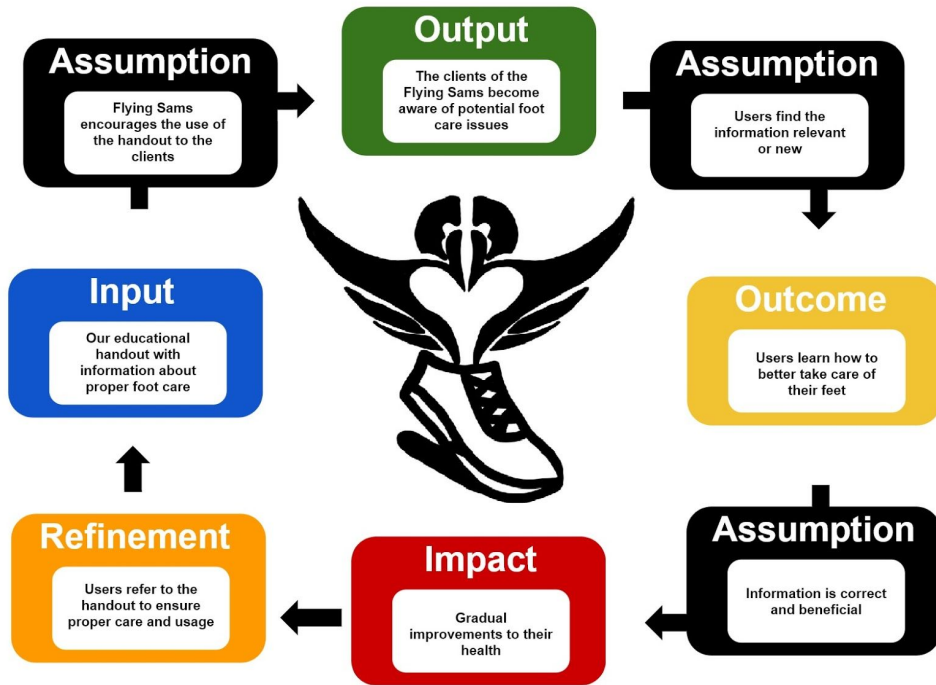 Assumption
Flying Sams
encourages the use of
the handout to the
clients
Output
The clients of the
Flying Sams become
aware of potential foot
care issues
Assumption
Users find the
information relevant
or new
Outcome
Users learn how to
better take care of
their feet
Assumption
Information is correct
and beneficial
Impact
Gradual
improvements to their
health
Refinement
Users refer to the
handout to ensure
proper care and usage
Input
Our educational
handout with
information about
proper foot care